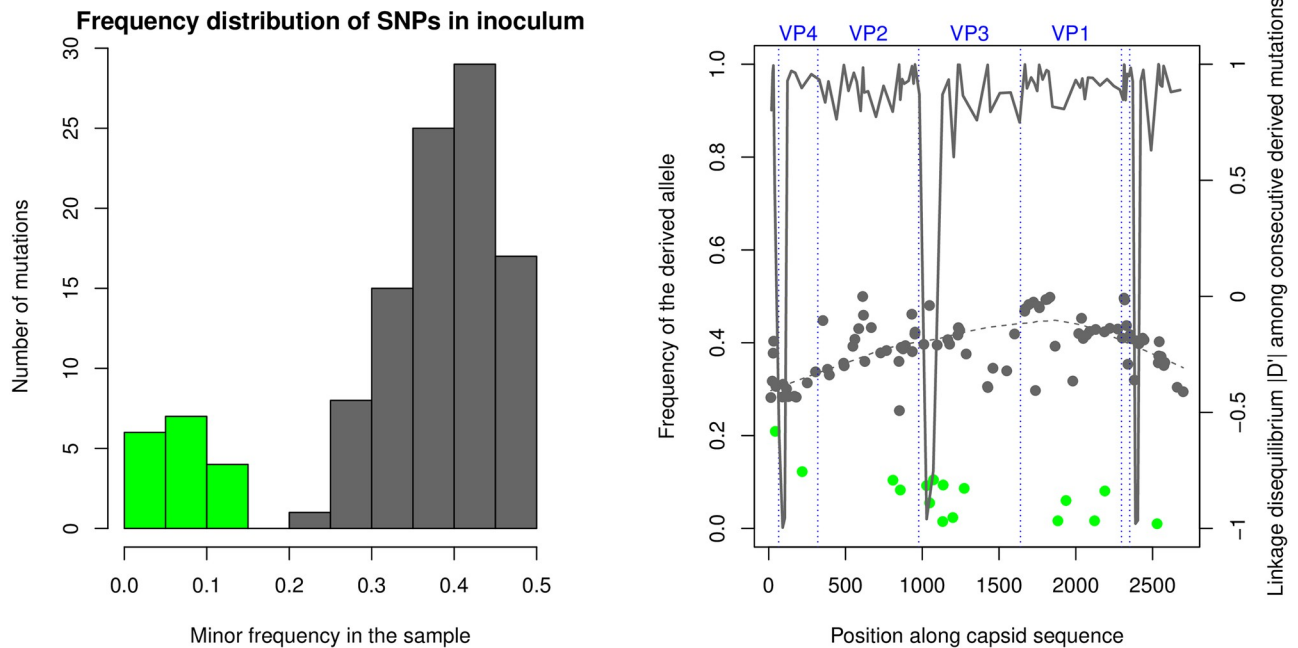 Frequency distribution of SNPs in inoculum
Number of mutations
30
25
20
15
10
5
0
0.0 0.1 0.2 0.3 0.4 0.5
Minor frequency in the sample
VP4 VP2 VP3 VP1
Frequency of the derived allele
1.0
0.8
0.6
0.4
0.2
0.0
0 500 1000 1500 2000 2500
Position along capsid sequence
1
0.5
0
−0.5
−1
Linkage disequilibrium |D'| among consecutive derived mutations